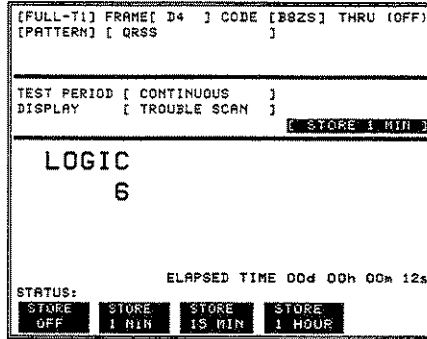 [FULL-T1] FRAME[ D4 ] CODE [B8ZS] THRU (OFF)
[PATTERN] [ QRSS ]
TEST PERIOD [ CONTINUOUS ]
DISPLAY [ TROUBLE SCAN ]
[ STORE 1 MIN ]
LOGIC
6
ELAPSED TIME 00d 00h 00m 12s
STATUS:
STORE OFF STORE 1 MIN STORE 15 MIN STORE 1 HOUR